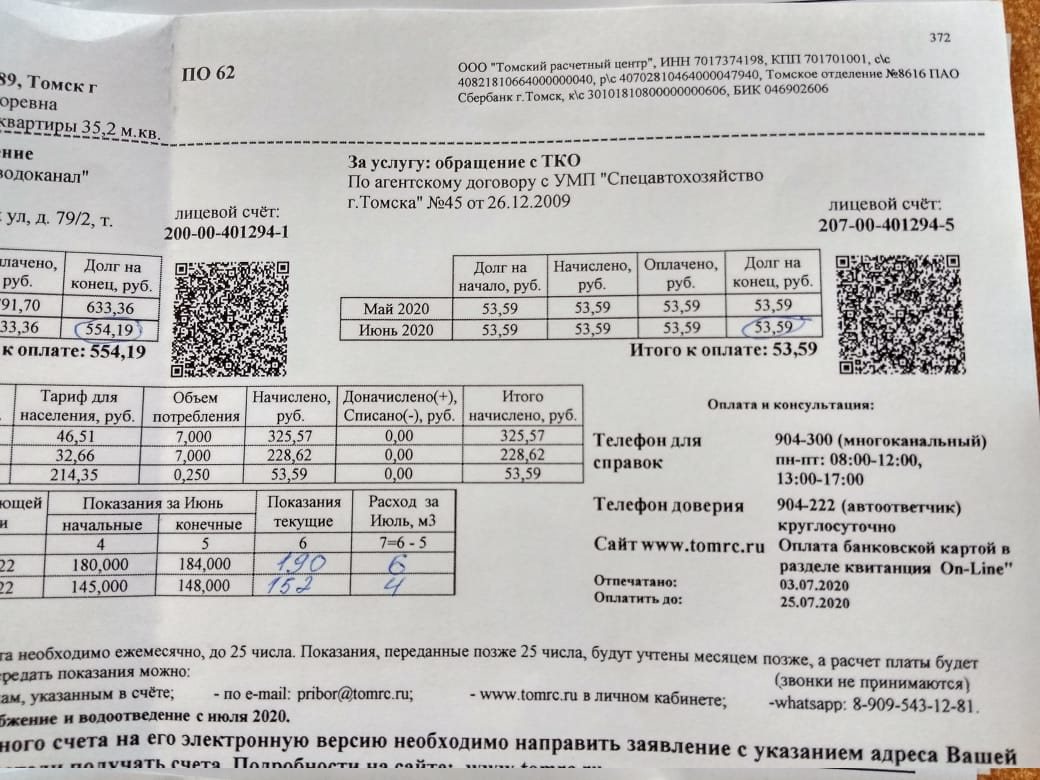 372
89, Томск г
оревна
квартиры 35,2 м.кв.
ПО 62
ООО "Томский расчетный центр", ИНН 7017374198, КПП 701701001, с\с
40821810664000000040, р\с 40702810464000047940, Томское отделение №8616 ПАО
Сбербанк г.Томск, к\с 30101810800000000606, БИК 046902606
ение
водоканал"
ул, д. 79/2, т.
лицевой счёт:
200-00-401294-1
За услугу: обращение с ТКО
По агентскому договору с УМП "Спецавтохозяйство
г.Томска" №45 от 26.12.2009
лицевой счёт:
207-00-401294-5
лачено, руб. Долг на конец, руб.
791,70 633,36
33,36 554,19
к оплате: 554,19
Долг на начало, руб. Начислено, руб. Оплачено, руб. Долг на конец, руб.
Май 2020 53,59 53,59 53,59 53,59
Июнь 2020 53,59 53,59 53,59 53,59
Итого к оплате: 53,59
Тариф для населения, руб. Объем потребления Начислено, руб. Доначислено(+), Списано(-), руб. Итого начислено, руб.
46,51 7,000 325,57 0,00 325,57
32,66 7,000 228,62 0,00 228,62
214,35 0,250 53,59 0,00 53,59
Оплата и консультация:
Телефон для справок 904-300 (многоканальный)
пн-пт: 08:00-12:00,
13:00-17:00
Телефон доверия 904-222 (автоответчик)
круглосуточно
Сайт www.tomrc.ru Оплата банковской картой в
разделе квитанция On-Line"
Отпечатано: 03.07.2020
Оплатить до: 25.07.2020
ющей Показания за Июнь Показания текущие Расход за Июль, м3
и начальные конечные
4 5 6 7=6 - 5
22 180,000 184,000 190 6
22 145,000 148,000 152 4
та необходимо ежемесячно, до 25 числа. Показания, переданные позже 25 числа, будут учтены месяцем позже, а расчет платы будет
ередать показания можно: (звонки не принимаются)
ам, указанным в счёте; - по e-mail: pribor@tomrc.ru; - www.tomrc.ru в личном кабинете; -whatsapp: 8-909-543-12-81.
бжение и водоотведение с июля 2020.
ного счета на его электронную версию необходимо направить заявление с указанием адреса Вашей
получать счета. Подробности на сайте: www.tomrc.ru